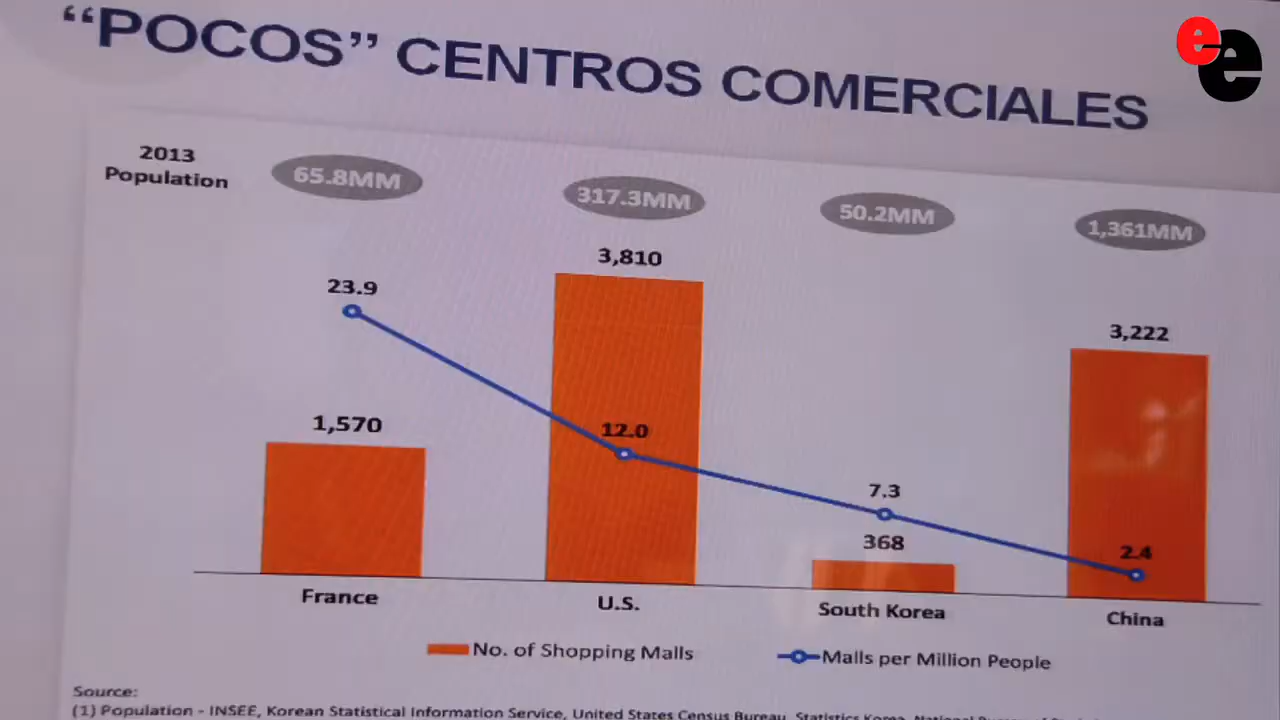 “POCOS” CENTROS COMERCIALES
ee
2013
Population
65.8MM
317.3MM
50.2MM
1,361MM
3,810
23.9
3,222
1,570
12.0
7.3
368
2.4
France
U.S.
South Korea
China
No. of Shopping Malls
Malls per Million People
Source:
(1) Population - INSEE, Korean Statistical Information Service, United States Census Bureau, Statistics Korea, National